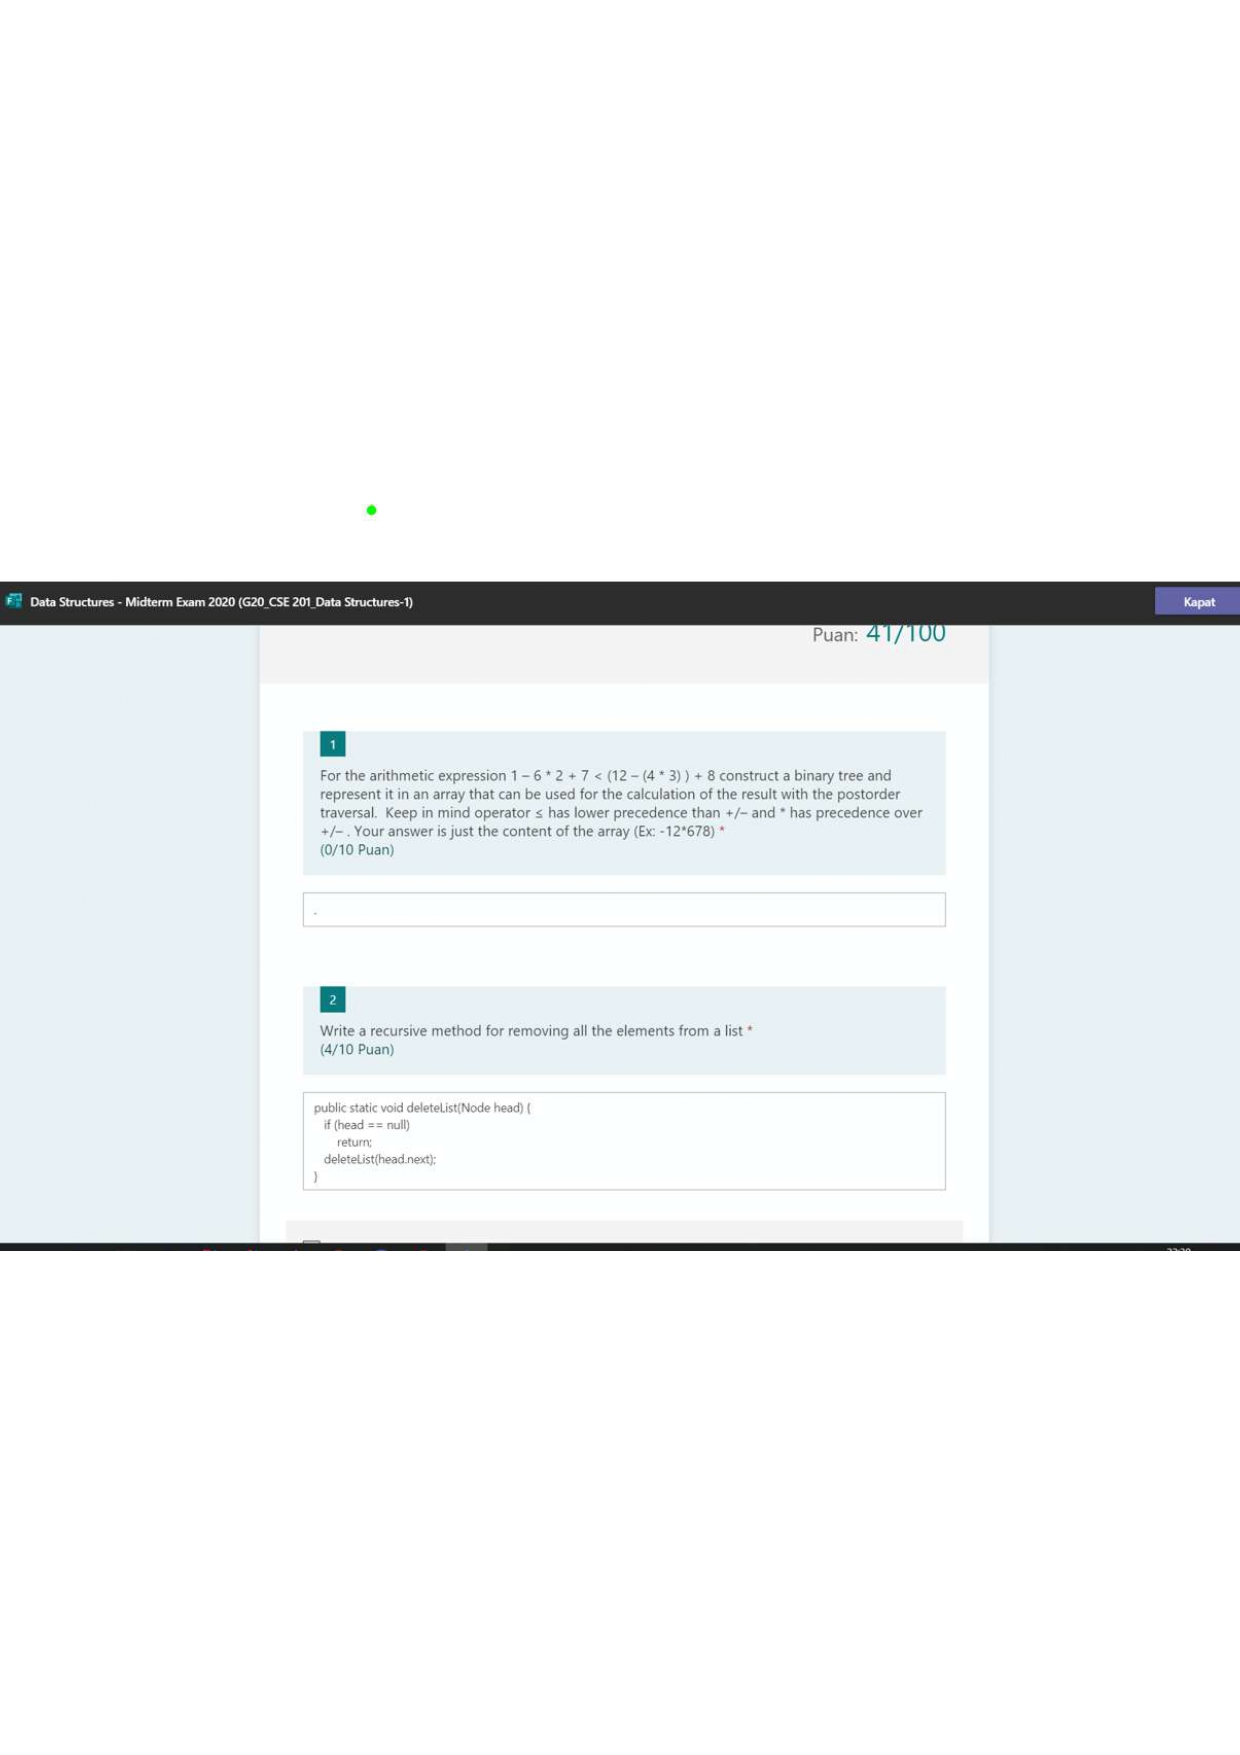 Data Structures - Midterm Exam 2020 (G20_CSE 201_Data Structures-1)
Kapat
Puan: 41/100
1
For the arithmetic expression 1 – 6 * 2 + 7 < (12 – (4 * 3) ) + 8 construct a binary tree and
represent it in an array that can be used for the calculation of the result with the postorder
traversal. Keep in mind operator ≤ has lower precedence than +/– and * has precedence over
+/– . Your answer is just the content of the array (Ex: -12*678) *
(0/10 Puan)
.
2
Write a recursive method for removing all the elements from a list *
(4/10 Puan)
public static void deleteList(Node head) {
if (head == null)
return;
deleteList(head.next);
}